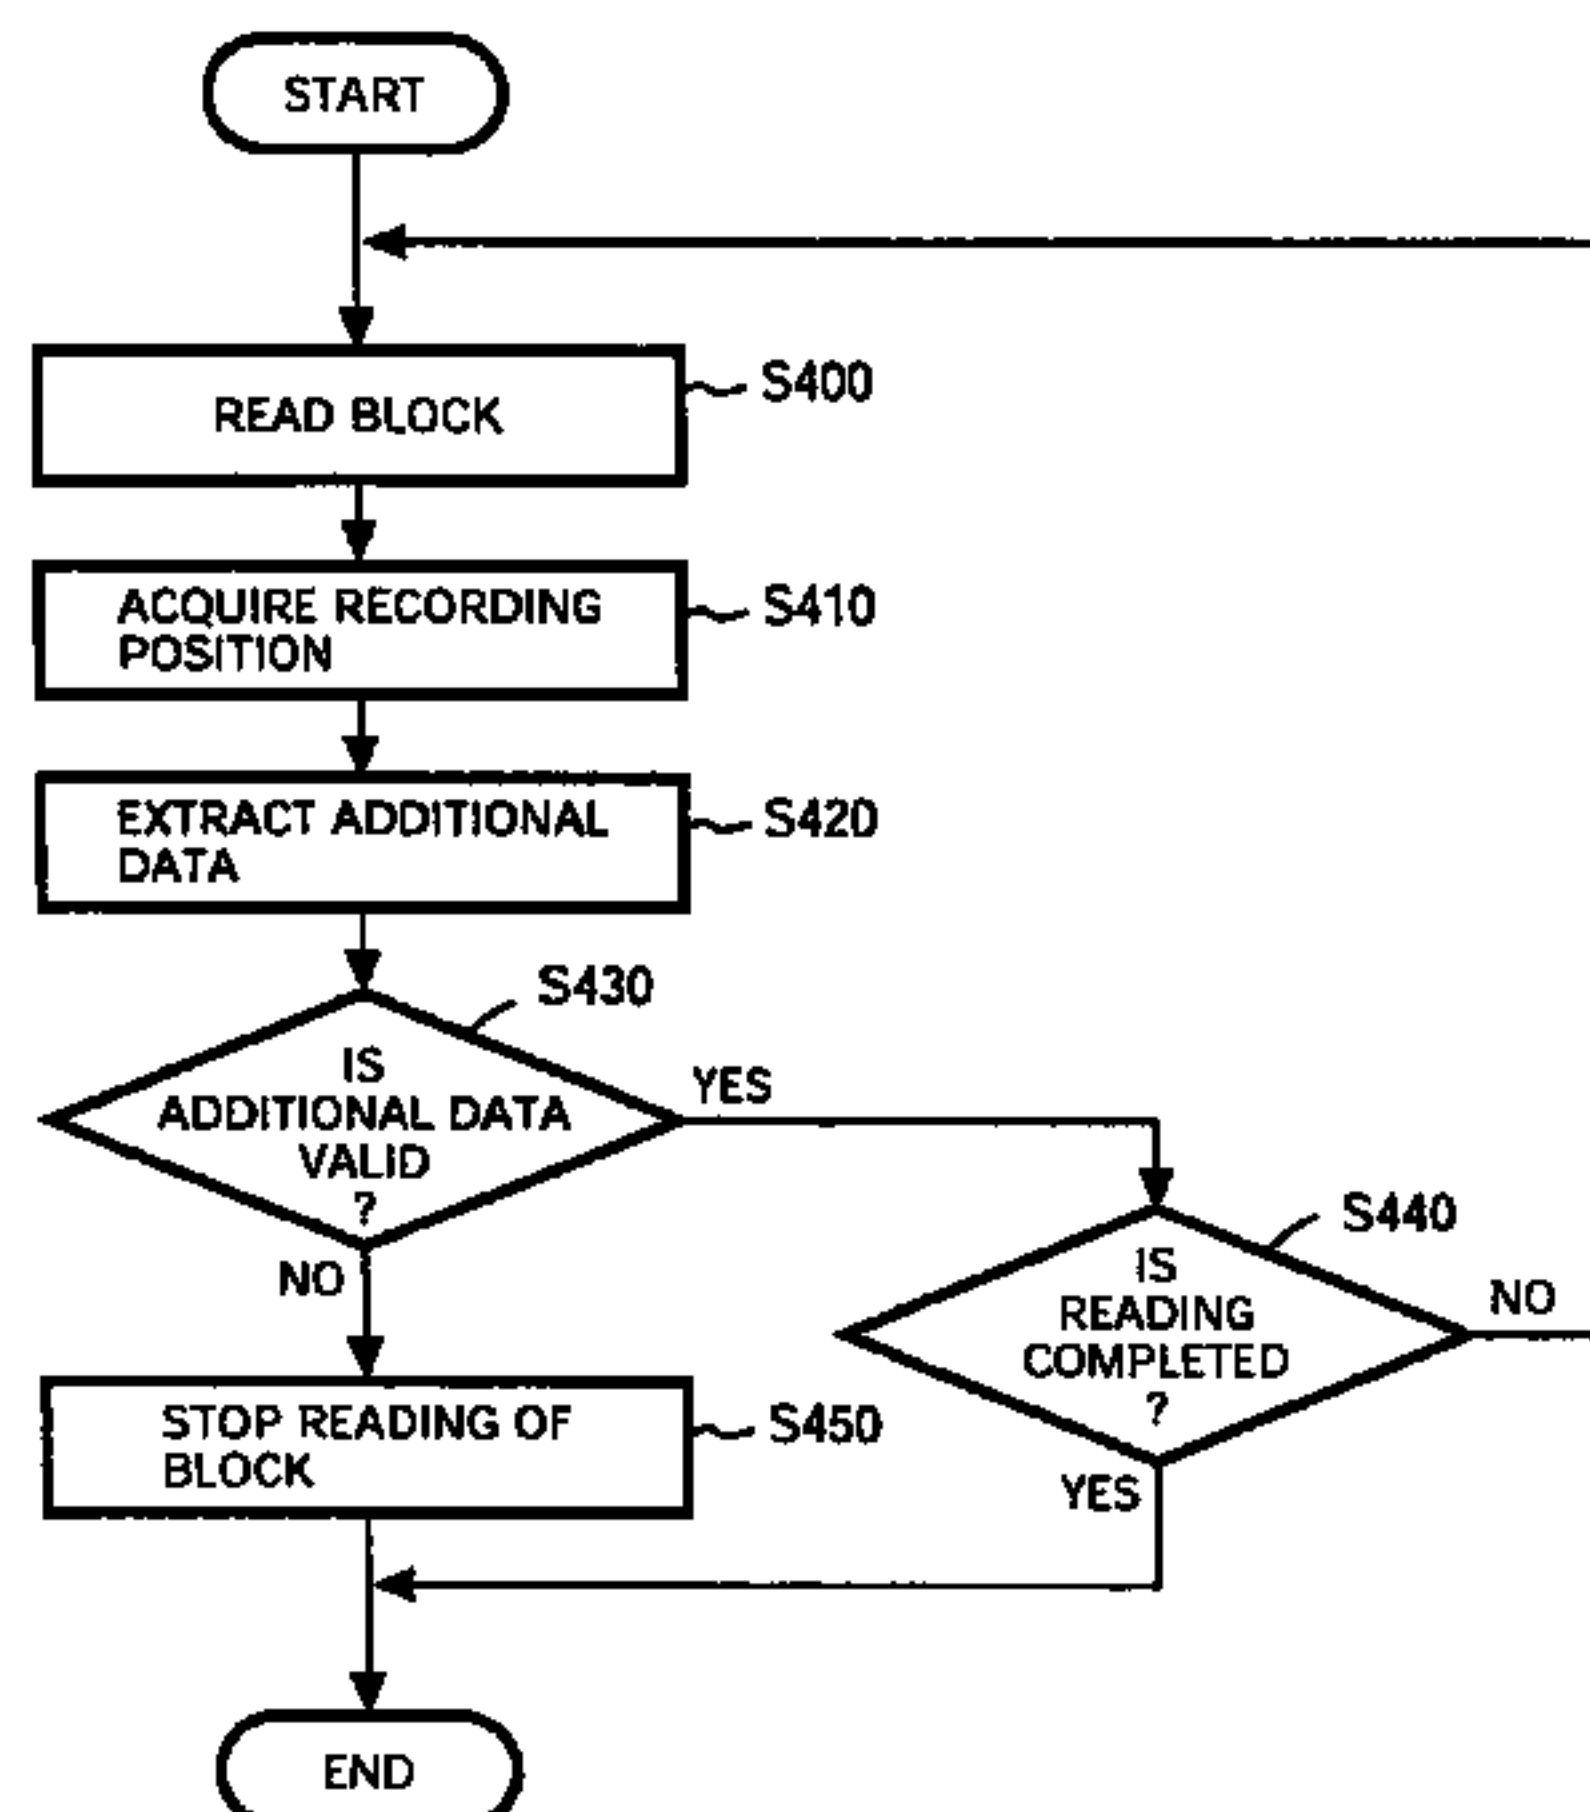 START
READ BLOCK
S400
ACQUIRE RECORDING
POSITION
S410
EXTRACT ADDITIONAL
DATA
S420
S430
IS
ADDITIONAL DATA
VALID
?
YES
NO
S440
IS
READING
COMPLETED
?
NO
YES
STOP READING OF
BLOCK
S450
END